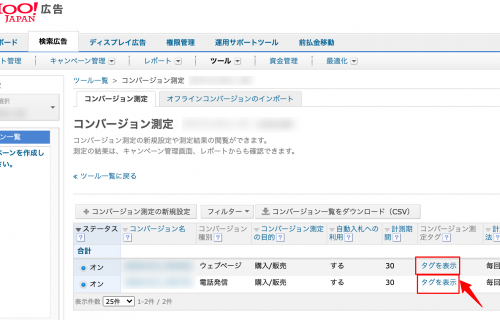 HOO!
JAPAN 広告
ボード 検索広告 ディスプレイ広告 権限管理 運用サポートツール 前払金移動
ト管理 キャンペーン管理 レポート ツール 資金管理 最適化
選択
ツール一覧 > コンバージョン測定
コンバージョン測定 オフラインコンバージョンのインポート
ン一覧
ペーンを作成し
い。
コンバージョン測定
コンバージョン測定の新規設定や測定結果の閲覧ができます。
測定の結果は、キャンペーン管理画面、レポートからも確認できます。
« ツール一覧に戻る
+ コンバージョン測定の新規設定 フィルター コンバージョン一覧をダウンロード（CSV）
ステータス コンバージョン名 コンバージョン コンバージョン測定 自動入札への 計測期 コンバージョン測 計
? ? 種別 ? の目的 ? 利用 ? 間 ? 定タグ ? 法 ?
合計
オン ウェブページ 購入/販売 する 30 タグを表示 毎回
オン 電話発信 購入/販売 する 30 タグを表示 毎回
表示件数 25件 1-2件 / 2件